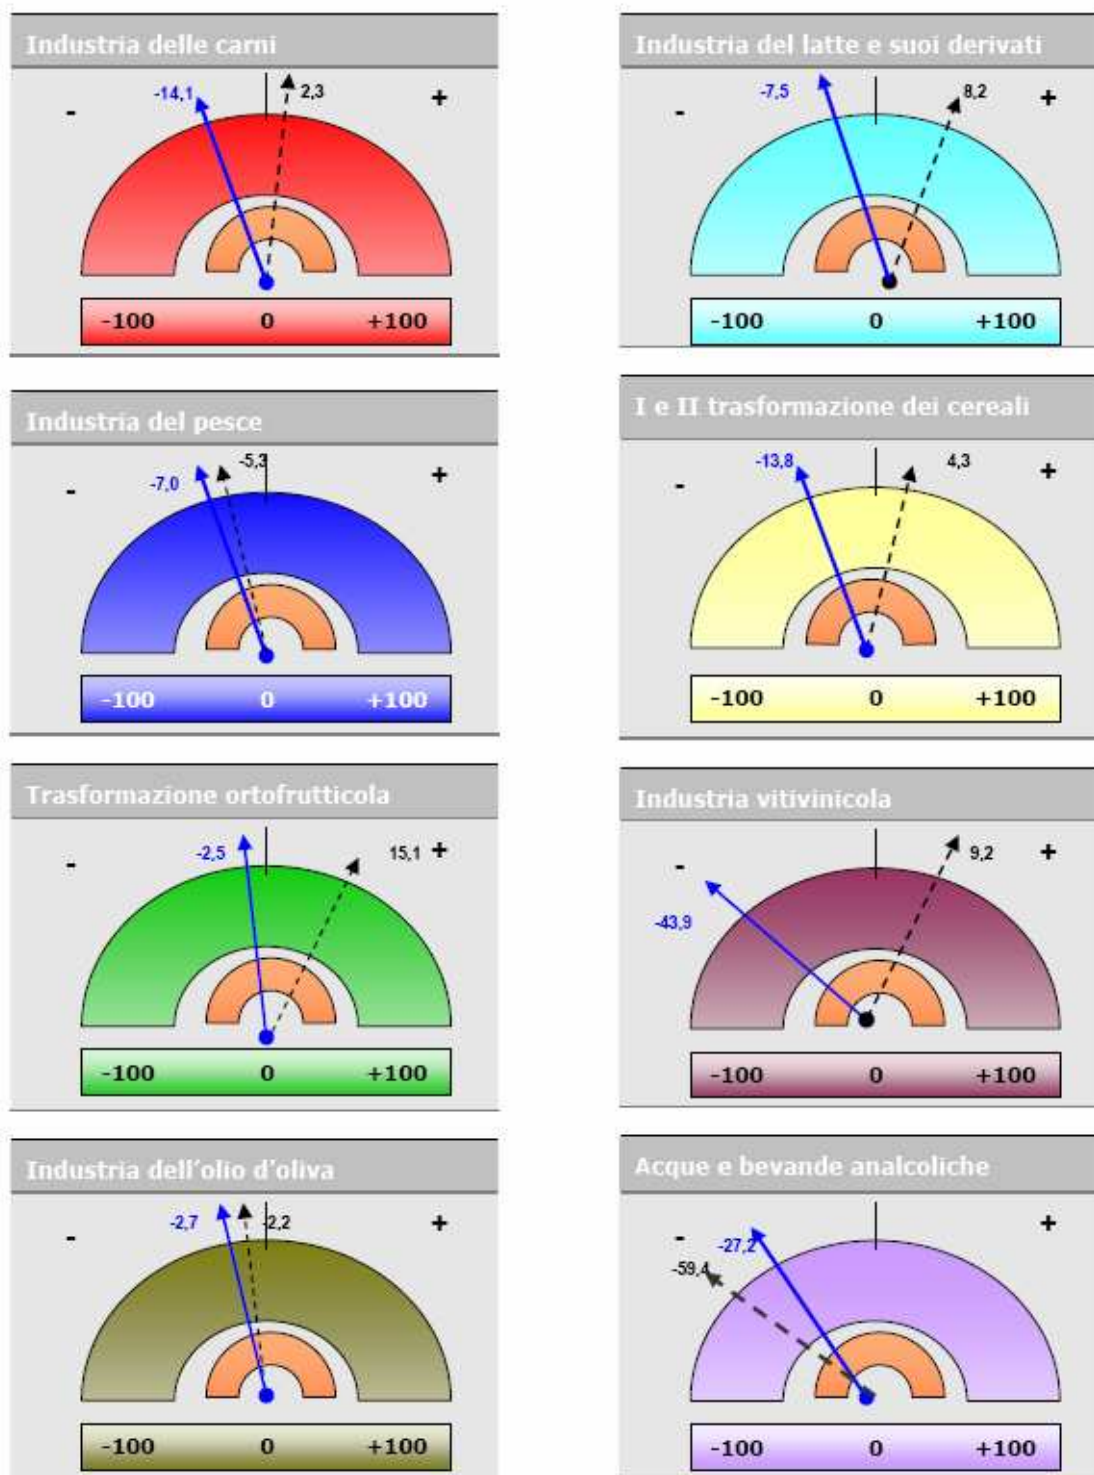 Industria delle carni
-14,1 2,3
- +
-100 0 +100
Industria del latte e suoi derivati
-7,5 8,2
- +
-100 0 +100
Industria del pesce
-5,3
-7,0
- +
-100 0 +100
I e II trasformazione dei cereali
-13,8 4,3
- +
-100 0 +100
Trasformazione ortofrutticola
-2,5 15,1 +
-
-100 0 +100
Industria vitivinicola
9,2 +
-
-43,9
-100 0 +100
Industria dell'olio d'oliva
-2,7 -2,2 +
-
-100 0 +100
Acque e bevande analcoliche
- +
-27,2
-59,4
-100 0 +100